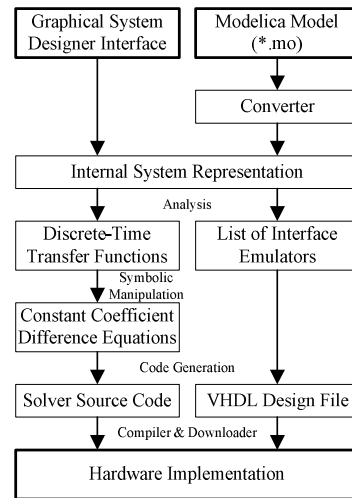 Graphical System
Designer Interface
Modelica Model
(*.mo)
Converter
Internal System Representation
Analysis
Discrete-Time
Transfer Functions
List of Interface
Emulators
Symbolic
Manipulation
Constant Coefficient
Difference Equations
Code Generation
Solver Source Code
VHDL Design File
Compiler & Downloader
Hardware Implementation